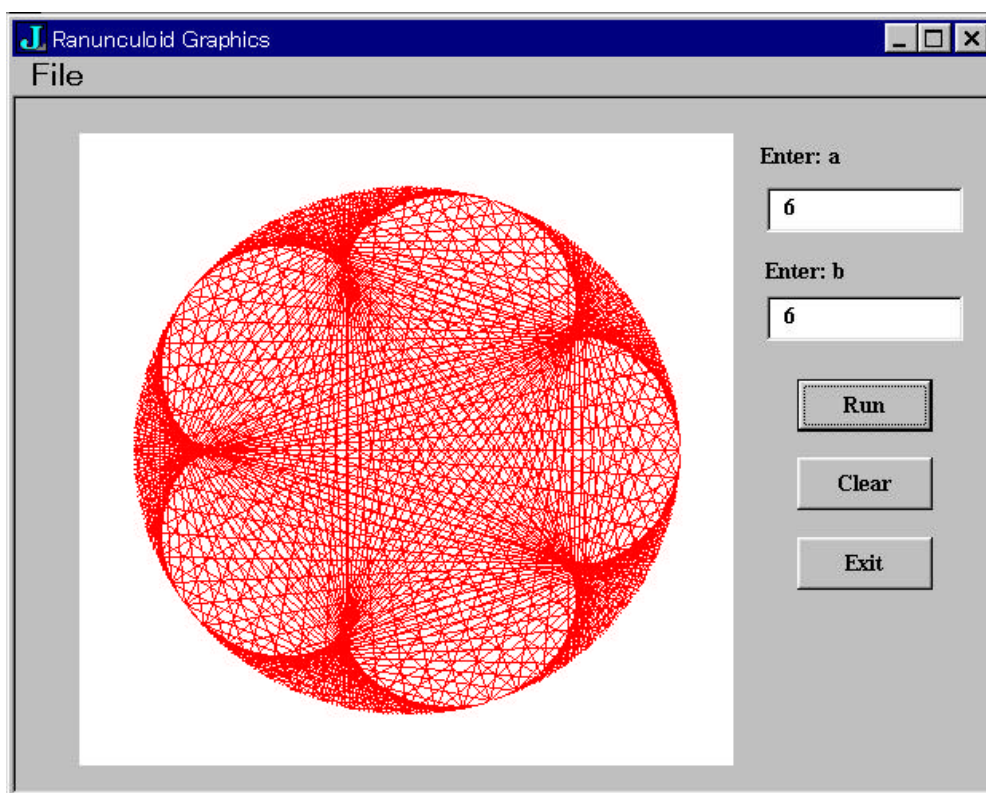 J Ranunculoid Graphics
File
Enter: a
6
Enter: b
6
Run
Clear
Exit